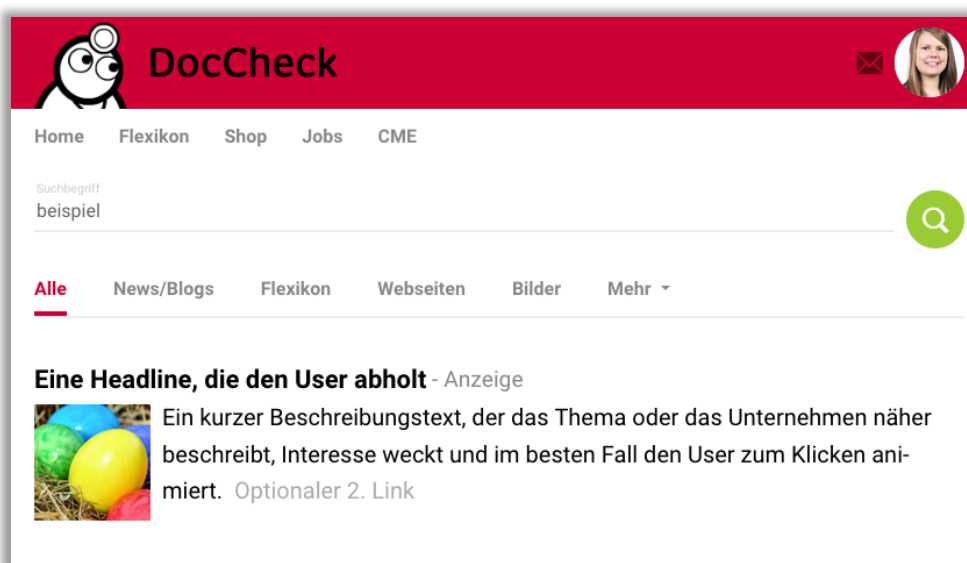 DocCheck
Home Flexikon Shop Jobs CME
Suchbegriff
beispiel
Alle News/Blogs Flexikon Webseiten Bilder Mehr
Eine Headline, die den User abholt - Anzeige
Ein kurzer Beschreibungstext, der das Thema oder das Unternehmen näher
beschreibt, Interesse weckt und im besten Fall den User zum Klicken ani-
miert. Optionaler 2. Link